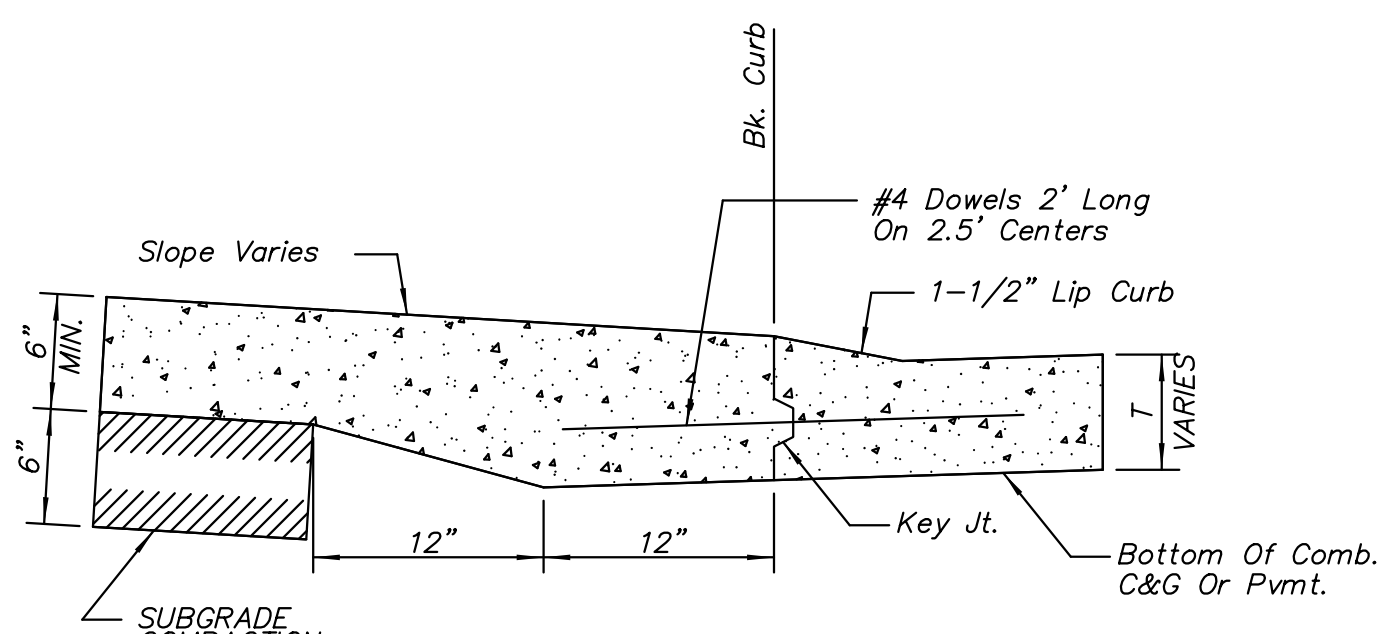 Bk. Curb
#4 Dowels 2' Long
On 2.5' Centers
Slope Varies
1-1/2" Lip Curb
6"
MIN.
6"
T
VARIES
12"
12"
Key Jt.
Bottom Of Comb.
C&G Or Pvmt.
SUBGRADE
COMPACTION